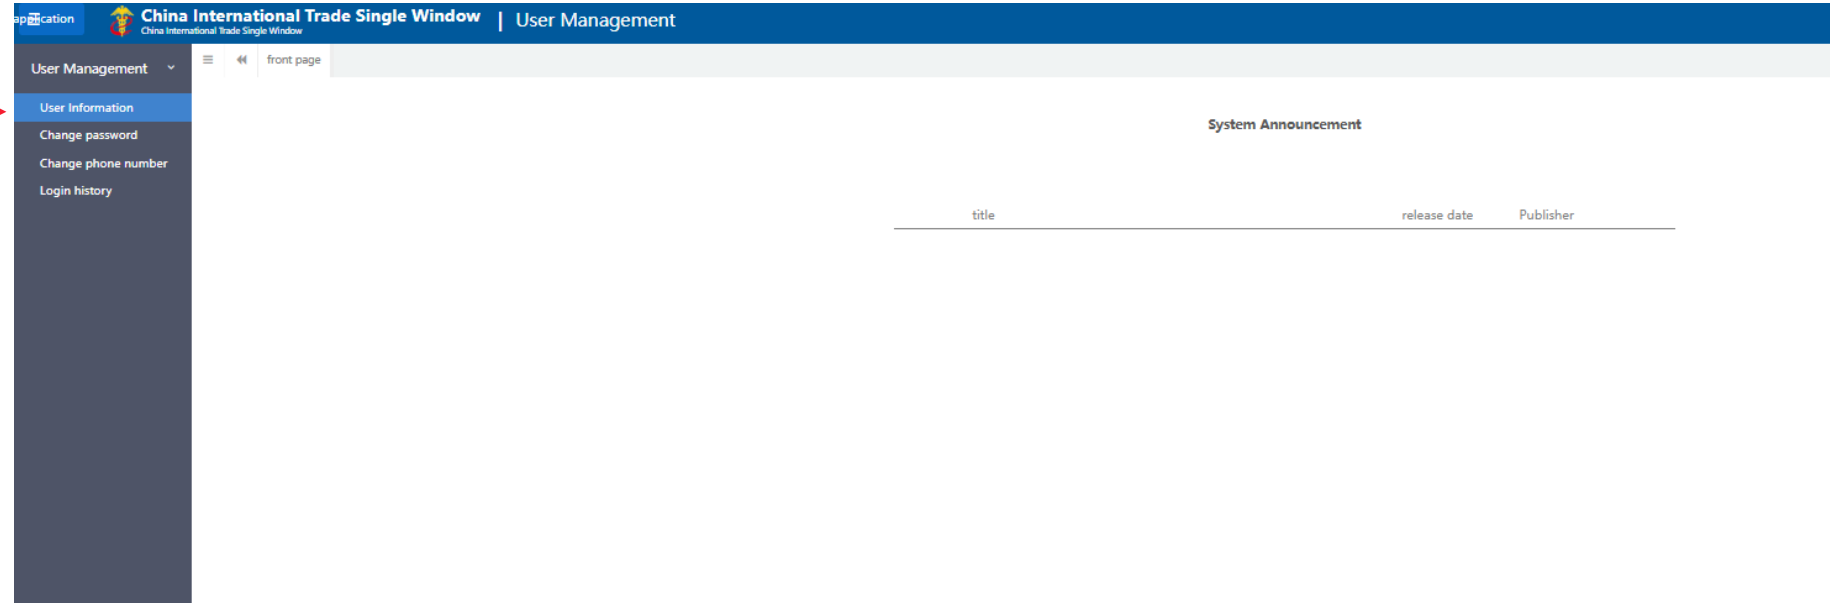 application
China International Trade Single Window | User Management
China International Trade Single Window
User Management
front page
User Information
Change password
Change phone number
Login history
System Announcement
title release date Publisher